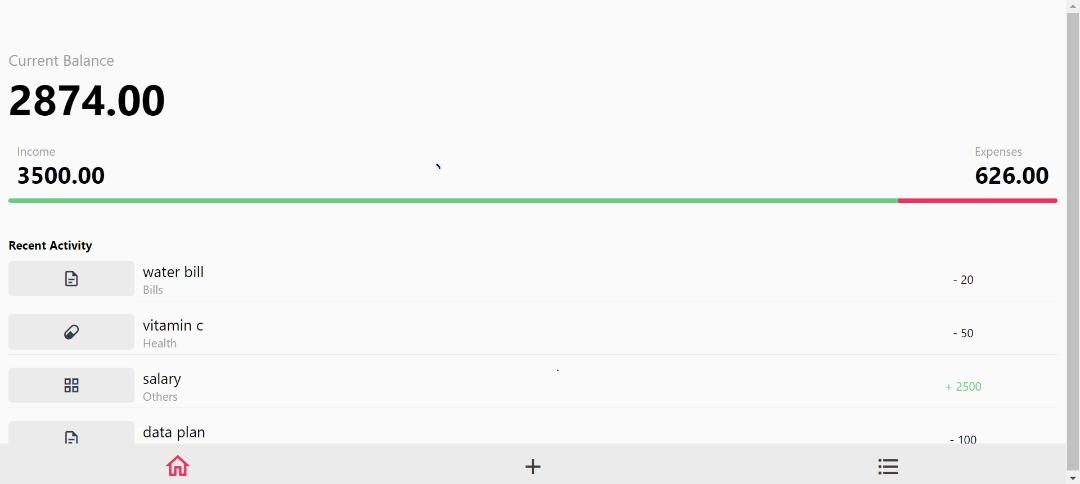 Current Balance
2874.00
Income
Expenses
3500.00
626.00
Recent Activity
water bill
Bills
- 20
vitamin c
Health
- 50
salary
Others
+ 2500
data plan
- 100